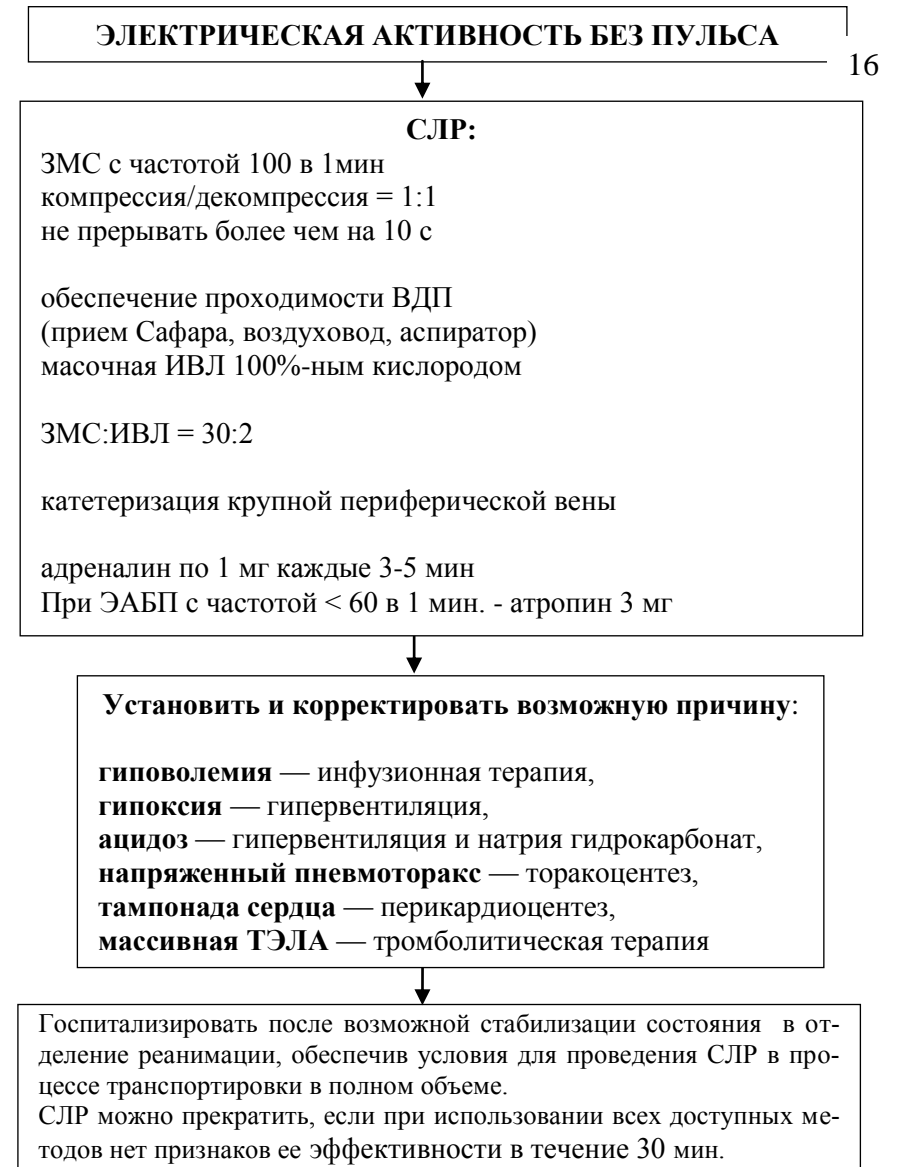 ЭЛЕКТРИЧЕСКАЯ АКТИВНОСТЬ БЕЗ ПУЛЬСА
16
СЛР:
ЗМС с частотой 100 в 1мин
компрессия/декомпрессия = 1:1
не прерывать более чем на 10 с
обеспечение проходимости ВДП
(прием Сафара, воздуховод, аспиратор)
масочная ИВЛ 100%-ным кислородом
ЗМС:ИВЛ = 30:2
катетеризация крупной периферической вены
адреналин по 1 мг каждые 3-5 мин
При ЭАБП с частотой < 60 в 1 мин. - атропин 3 мг
Установить и корректировать возможную причину:
гиповолемия — инфузионная терапия,
гипоксия — гипервентиляция,
ацидоз — гипервентиляция и натрия гидрокарбонат,
напряженный пневмоторакс — торакоцентез,
тампонада сердца — перикардиоцентез,
массивная ТЭЛА — тромболитическая терапия
Госпитализировать после возможной стабилизации состояния в от-
деление реанимации, обеспечив условия для проведения СЛР в про-
цессе транспортировки в полном объеме.
СЛР можно прекратить, если при использовании всех доступных ме-
тодов нет признаков ее эффективности в течение 30 мин.